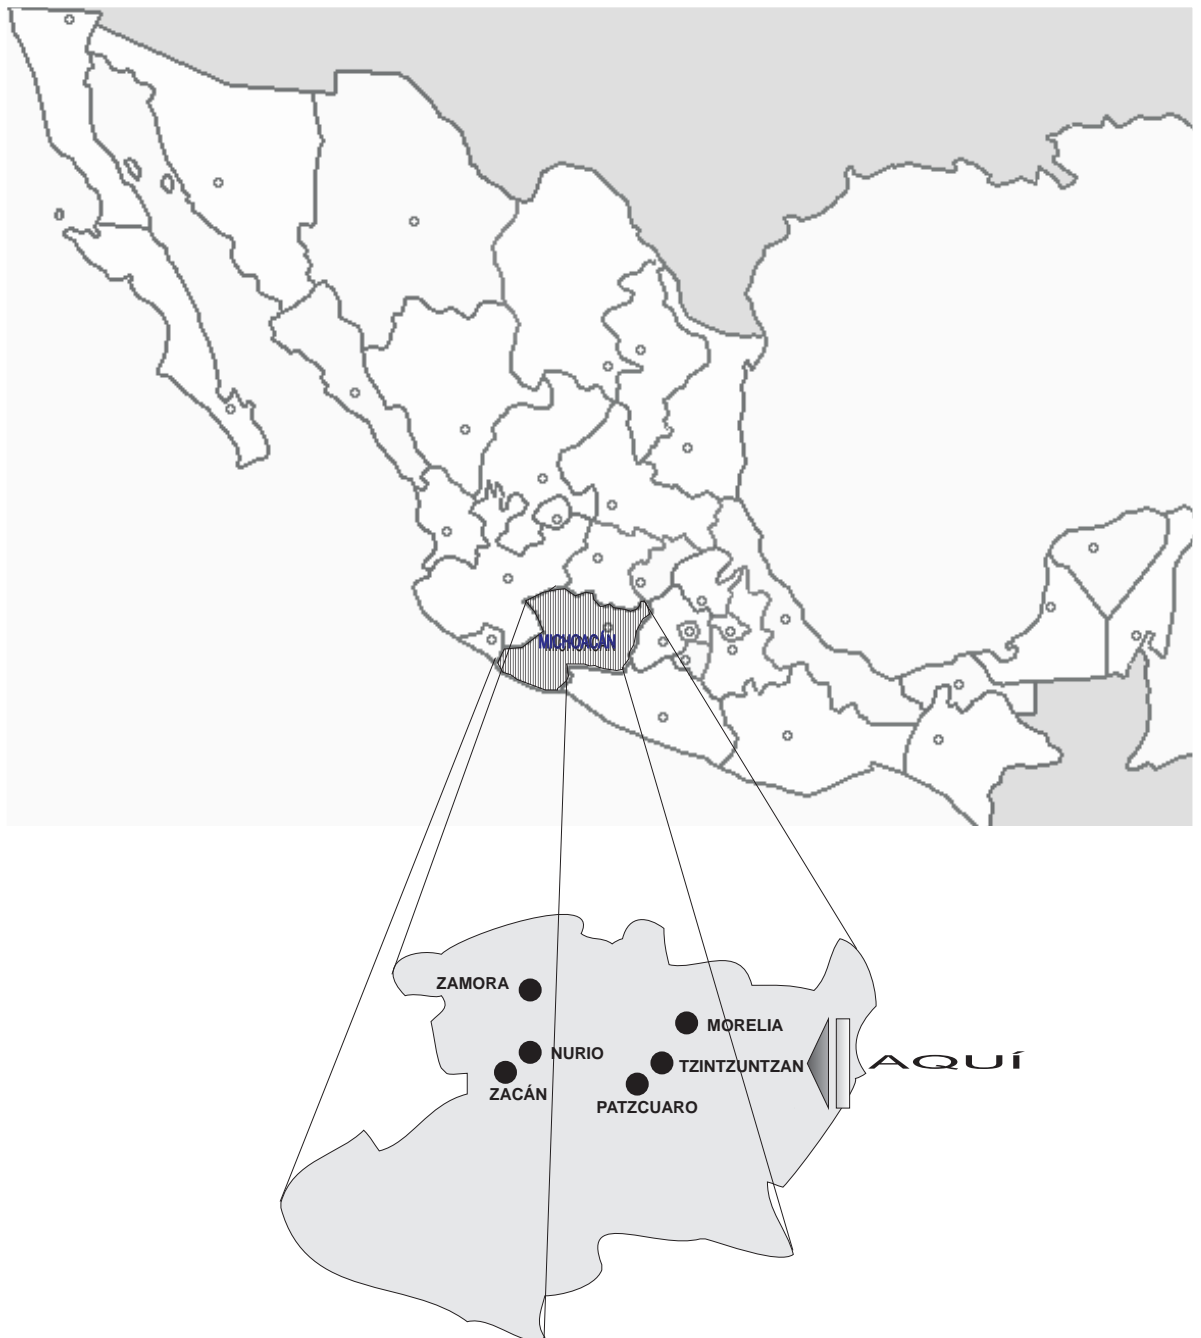 MICHOACÁN
ZAMORA
MORELIA
NURIO
TZINTZUNTZAN
AQUÍ
ZACÁN
PATZCUARO